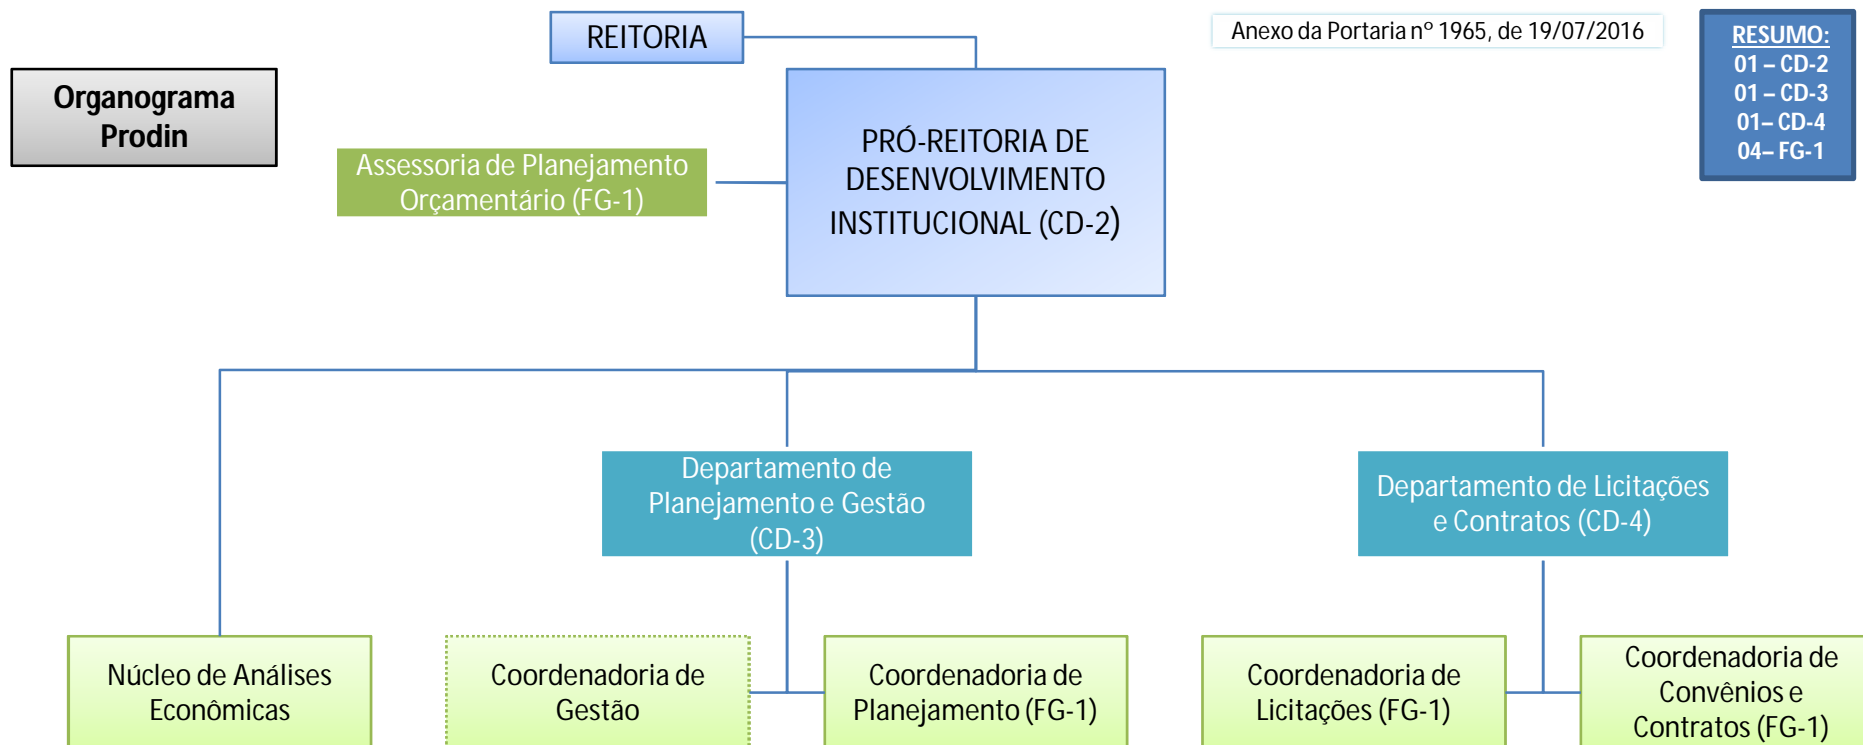 REITORIA
Anexo da Portaria nº 1965, de 19/07/2016
RESUMO:
01 – CD-2
01 – CD-3
01– CD-4
04– FG-1
Organograma
Prodin
Assessoria de Planejamento
Orçamentário (FG-1)
PRÓ-REITORIA DE
DESENVOLVIMENTO
INSTITUCIONAL (CD-2)
Departamento de
Planejamento e Gestão
(CD-3)
Departamento de Licitações
e Contratos (CD-4)
Núcleo de Análises
Econômicas
Coordenadoria de
Gestão
Coordenadoria de
Planejamento (FG-1)
Coordenadoria de
Licitações (FG-1)
Coordenadoria de
Convênios e
Contratos (FG-1)